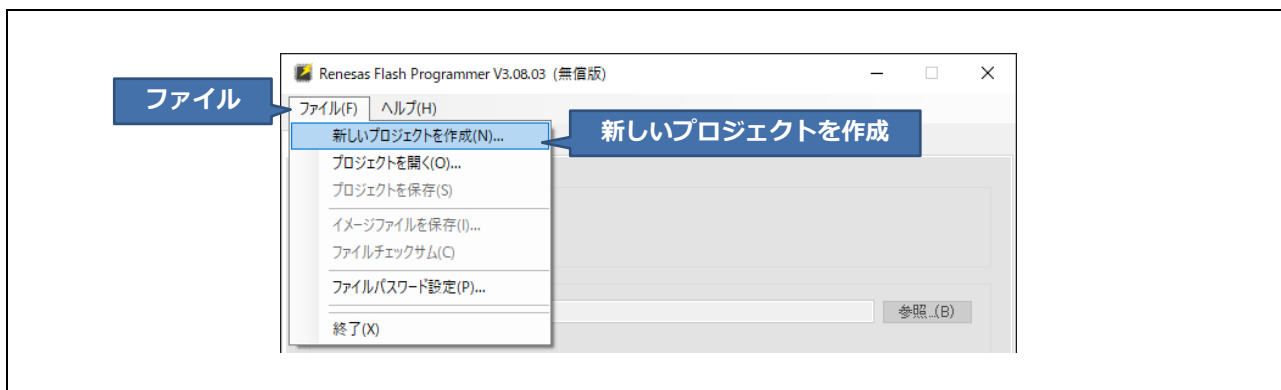 Renesas Flash Programmer V3.08.03 (無償版)
ファイル
ファイル(F) ヘルプ(H)
新しいプロジェクトを作成(N)...
新しいプロジェクトを作成
プロジェクトを開く(O)...
プロジェクトを保存(S)
イメージファイルを保存(I)...
ファイルチェックサム(C)
ファイルパスワード設定(P)...
参照...(B)
終了(X)